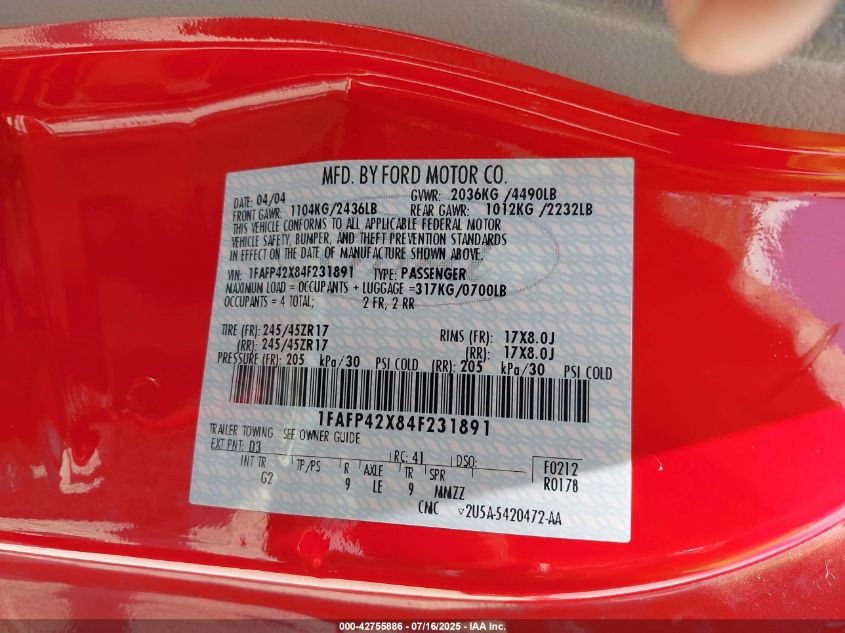 MFD. BY FORD MOTOR CO.
DATE: 04/04 GVWR: 2036KG /4490LB
FRONT GAWR: 1104KG/2436LB REAR GAWR: 1012KG /2232LB
THIS VEHICLE CONFORMS TO ALL APPLICABLE FEDERAL MOTOR
VEHICLE SAFETY, BUMPER, AND THEFT PREVENTION STANDARDS
IN EFFECT ON THE DATE OF MANUFACTURE SHOWN ABOVE.
VIN: 1FAFP42X84F231891 TYPE: PASSENGER
MAXIMUM LOAD = OCCUPANTS + LUGGAGE =317KG/0700LB
OCCUPANTS = 4 TOTAL; 2 FR, 2 RR
TIRE (FR): 245/45ZR17 RIMS (FR): 17X8.0J
(RR): 245/45ZR17 (RR): 17X8.0J
PRESSURE (FR): 205 kPa/30 PSI COLD (RR): 205 kPa/30 PSI COLD
1FAFP42X84F231891
TRAILER TOWING - SEE OWNER GUIDE
EXT PNT: D3 RC: 41 DSO: F0212
INT TR TP/PS R AXLE TR SPR R0178
G2 9 LE 9 MMZZ
CMC ▽2U5A-5420472-AA
000-42755886 - 07/16/2025 - IAA Inc.